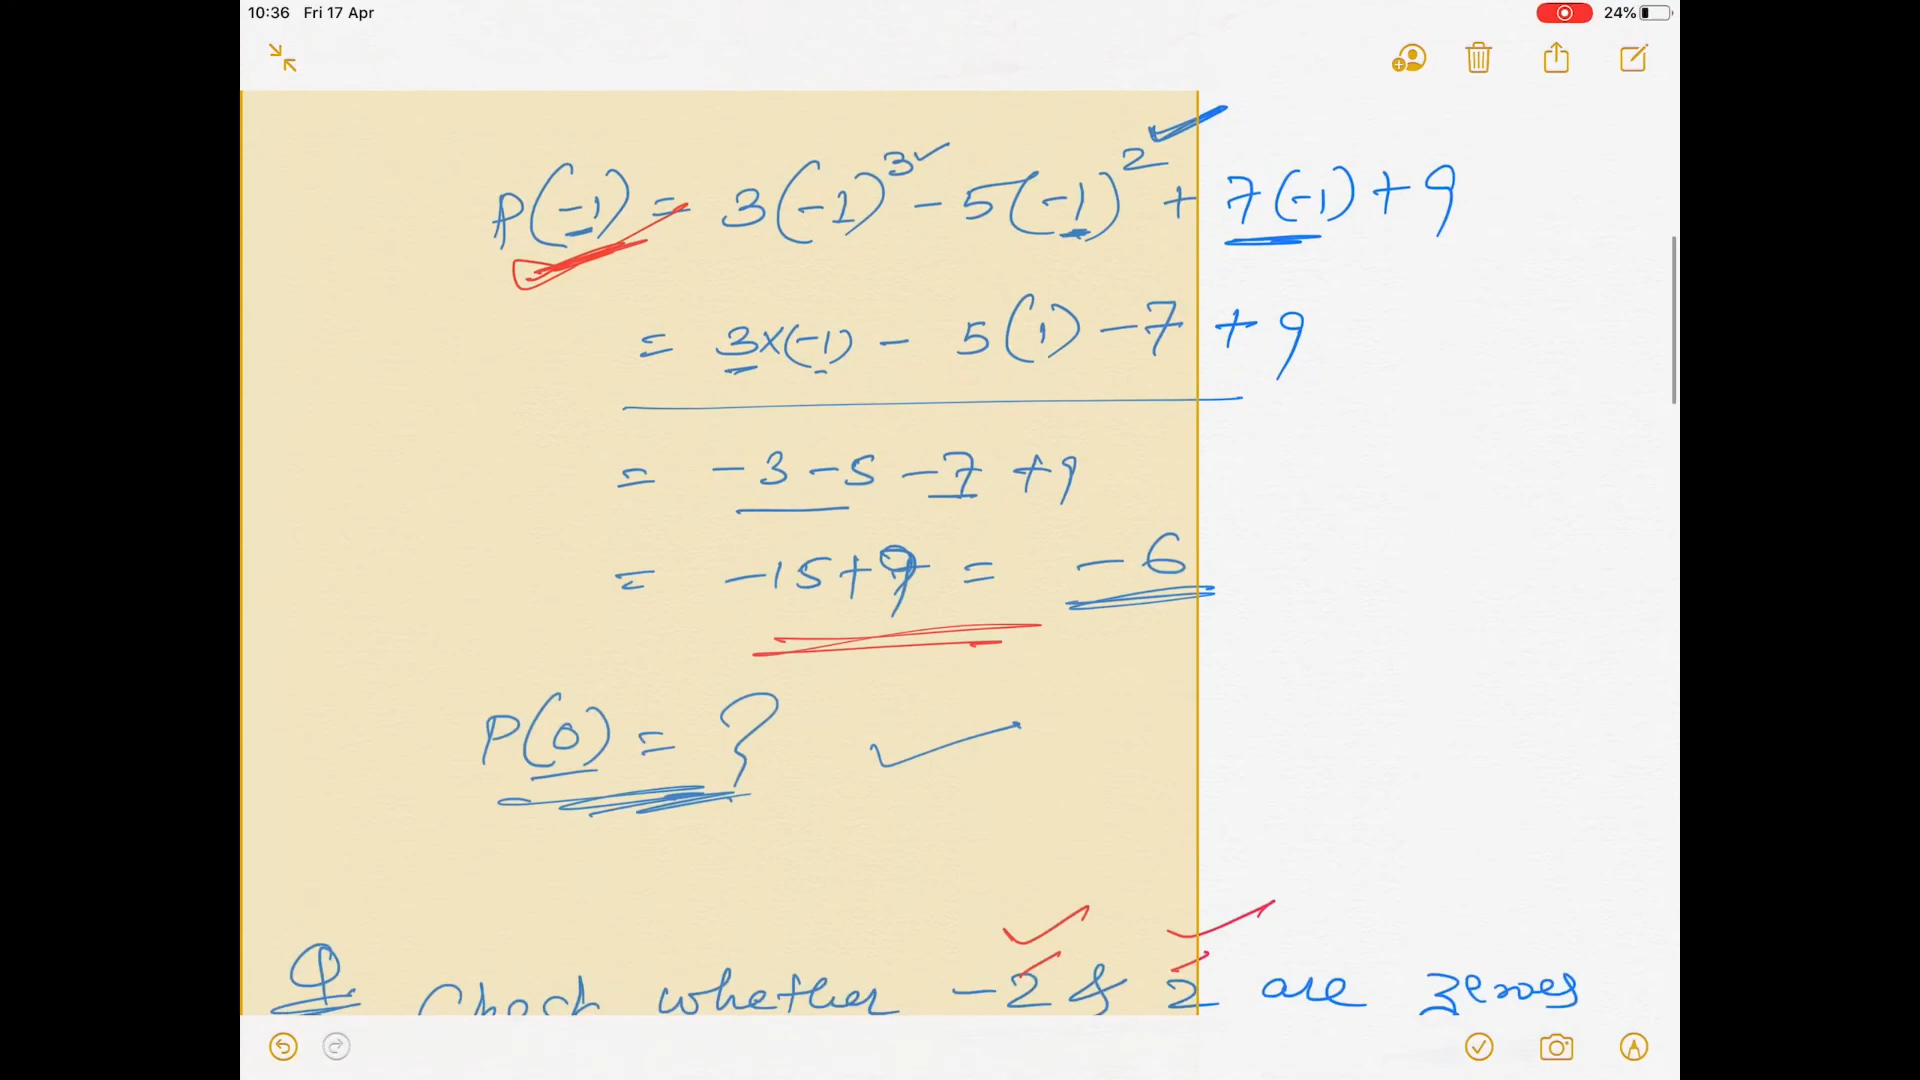 10:36 Fri 17 Apr 24%
P(-1) = 3(-1)³ - 5(-1)² + 7(-1) + 9
= 3×(-1) - 5(1) - 7 + 9
= -3 - 5 - 7 + 9
= -15 + 9 = -6
P(0) = ?
Q Check whether -2 & 2 are zeroes